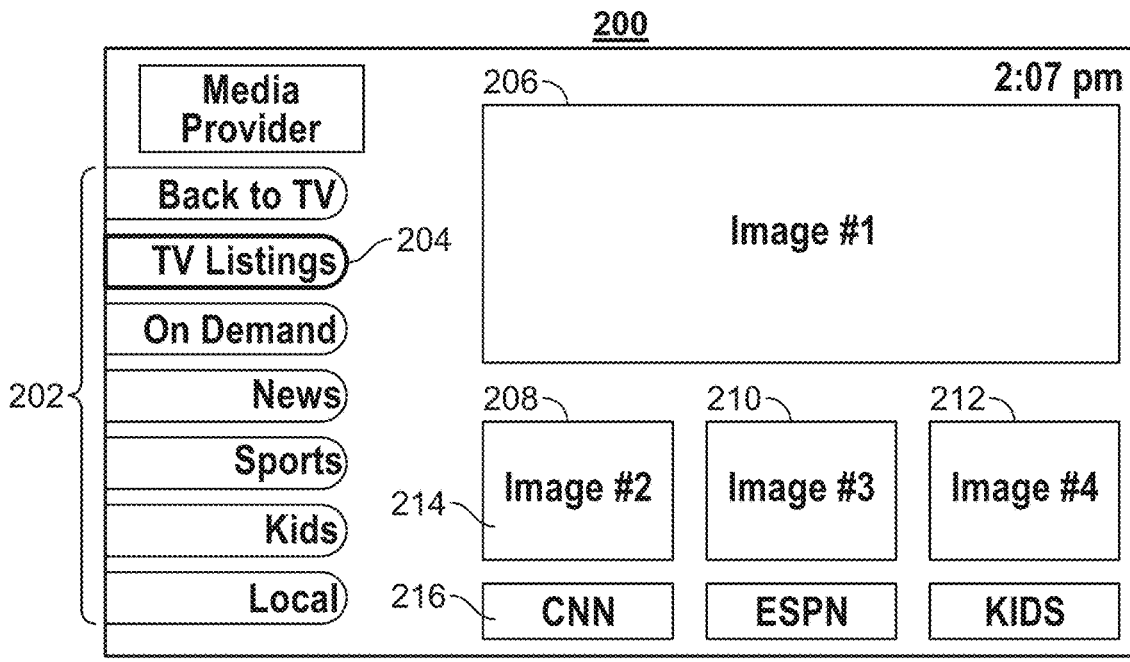 200
Media
Provider
2:07 pm
206
Image #1
Back to TV
TV Listings
204
On Demand
202
News
Sports
Kids
Local
208
210
212
Image #2
Image #3
Image #4
214
216
CNN
ESPN
KIDS